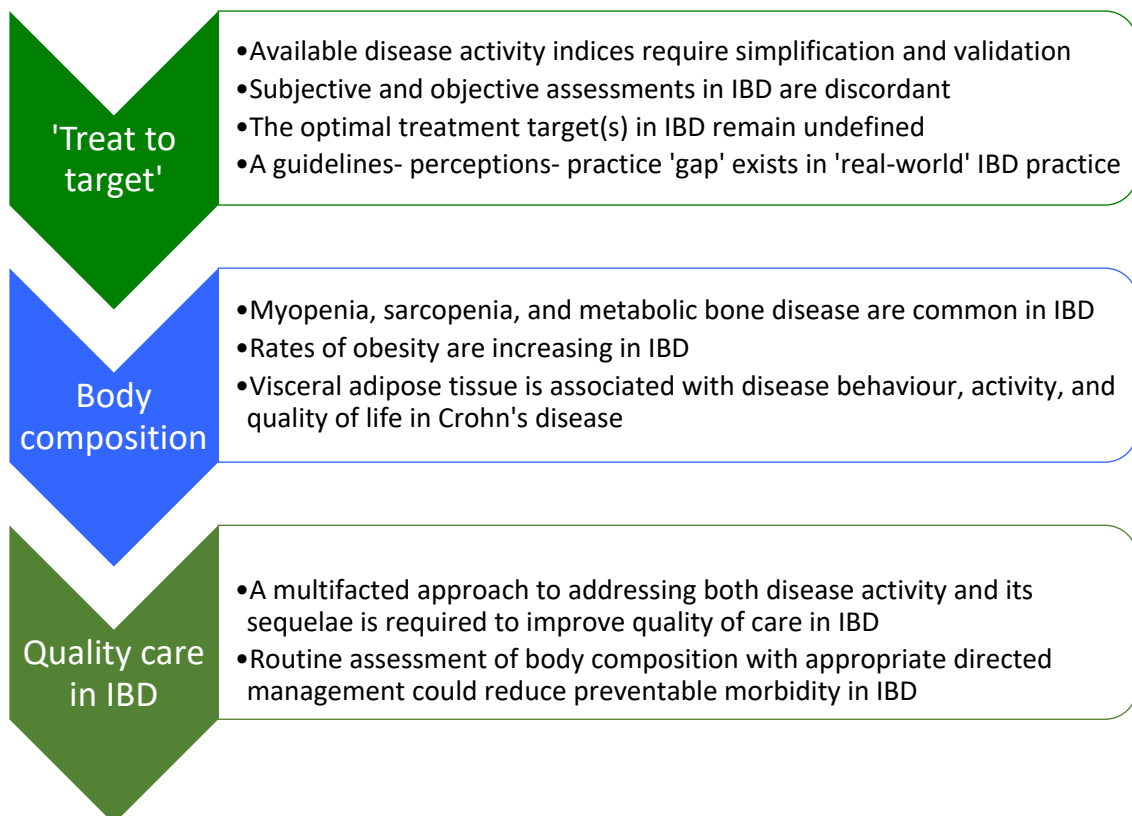 'Treat to
target'
•Available disease activity indices require simplification and validation
•Subjective and objective assessments in IBD are discordant
•The optimal treatment target(s) in IBD remain undefined
•A guidelines- perceptions- practice 'gap' exists in 'real-world' IBD practice
Body
composition
•Myopenia, sarcopenia, and metabolic bone disease are common in IBD
•Rates of obesity are increasing in IBD
•Visceral adipose tissue is associated with disease behaviour, activity, and
quality of life in Crohn's disease
Quality care
in IBD
•A multifacted approach to addressing both disease activity and its
sequelae is required to improve quality of care in IBD
•Routine assessment of body composition with appropriate directed
management could reduce preventable morbidity in IBD